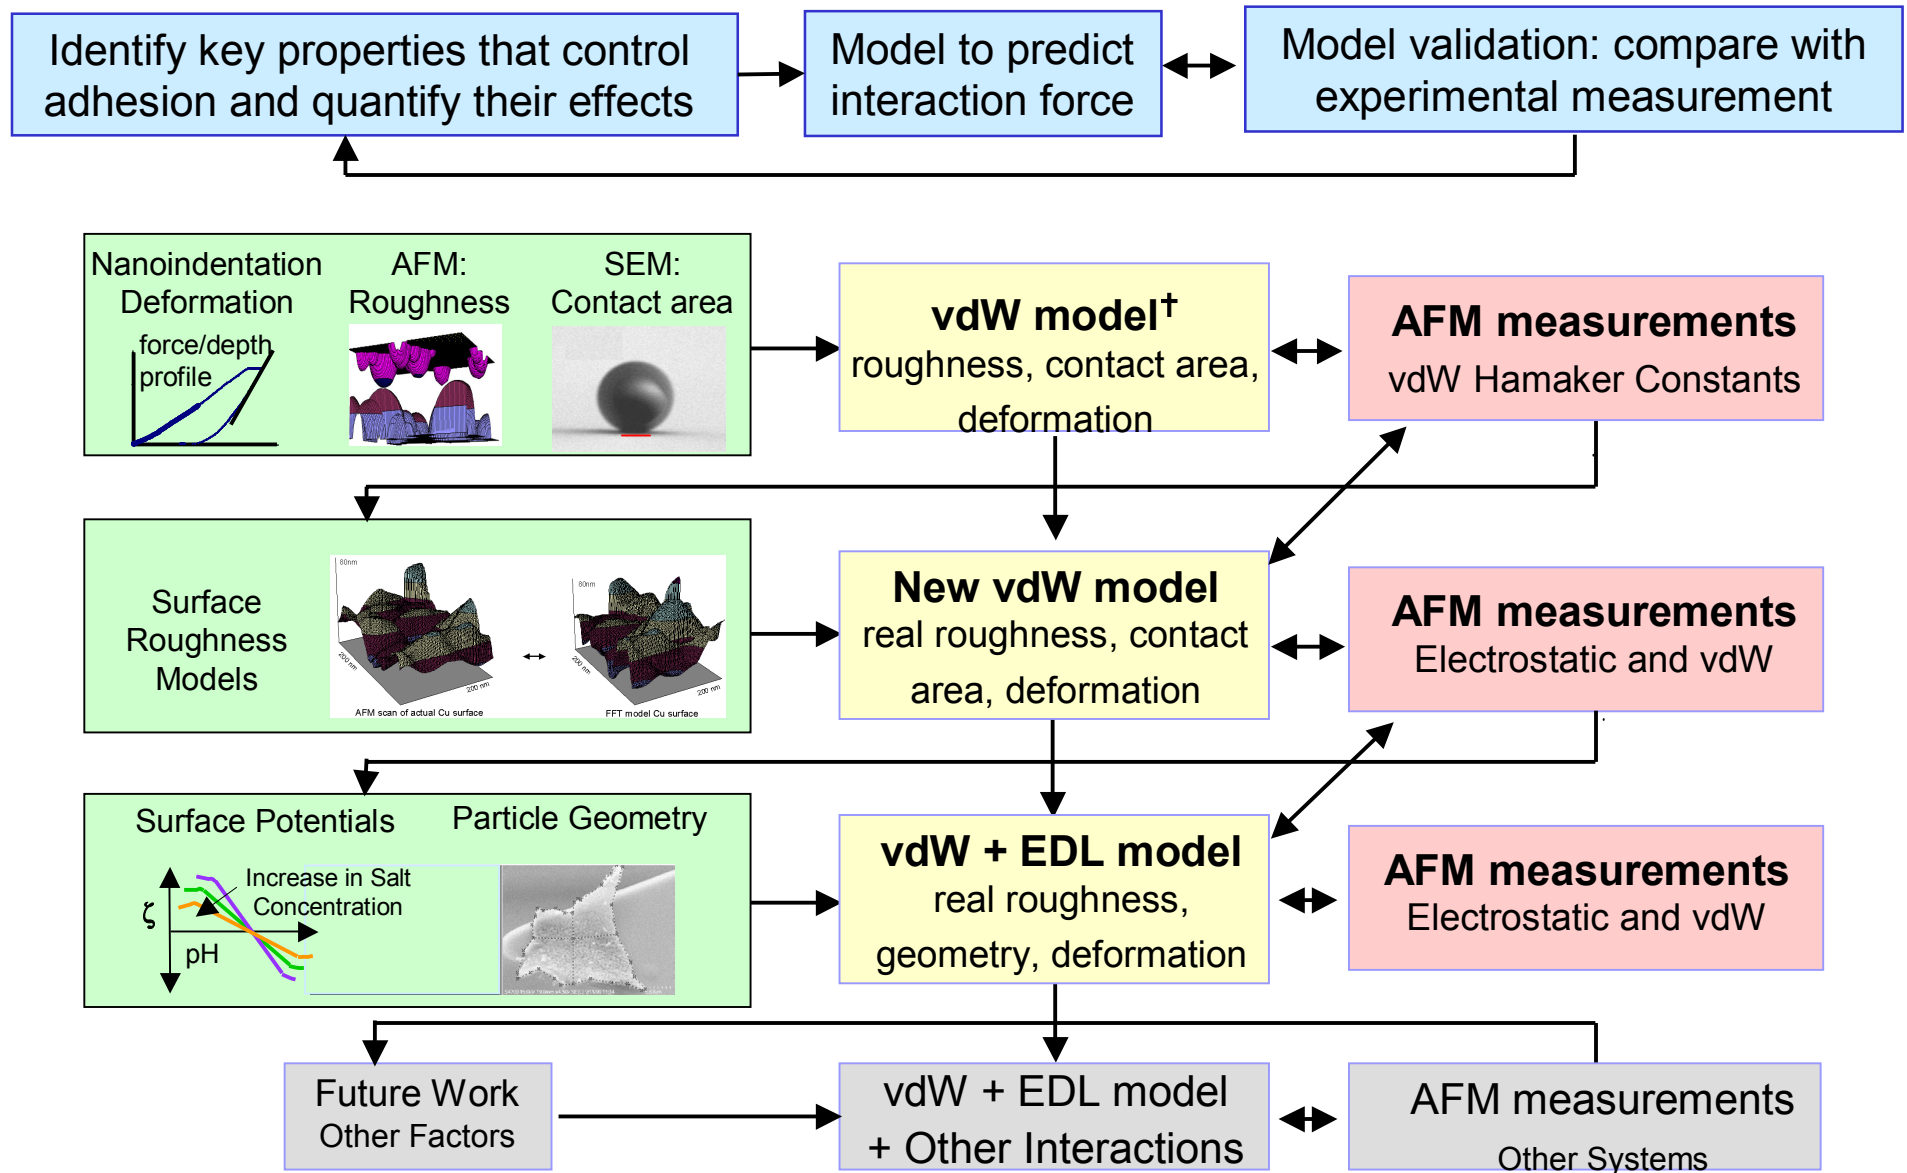 Identify key properties that control
adhesion and quantify their effects
Model to predict
interaction force
Model validation: compare with
experimental measurement
Nanoindentation
Deformation
force/depth
profile
AFM:
Roughness
SEM:
Contact area
vdW model†
roughness, contact area,
deformation
AFM measurements
vdW Hamaker Constants
Surface
Roughness
Models
80nm
200 nm
200 nm
AFM scan of actual Cu surface
80nm
200 nm
200 nm
FFT model Cu surface
New vdW model
real roughness, contact
area, deformation
AFM measurements
Electrostatic and vdW
Surface Potentials
Particle Geometry
Increase in Salt
Concentration
ζ
pH
vdW + EDL model
real roughness,
geometry, deformation
AFM measurements
Electrostatic and vdW
Future Work
Other Factors
vdW + EDL model
+ Other Interactions
AFM measurements
Other Systems